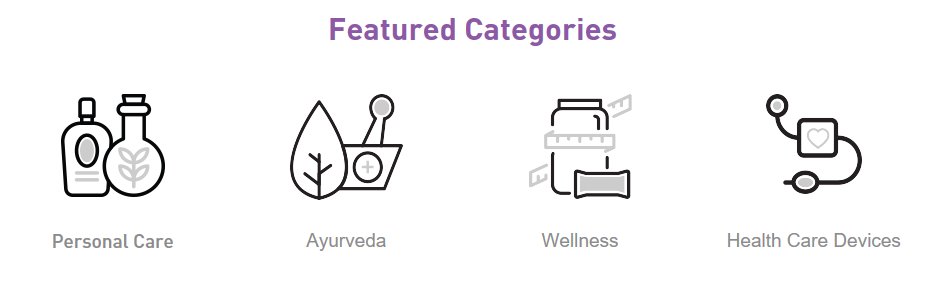 Featured Categories
Personal Care
Ayurveda
Wellness
Health Care Devices